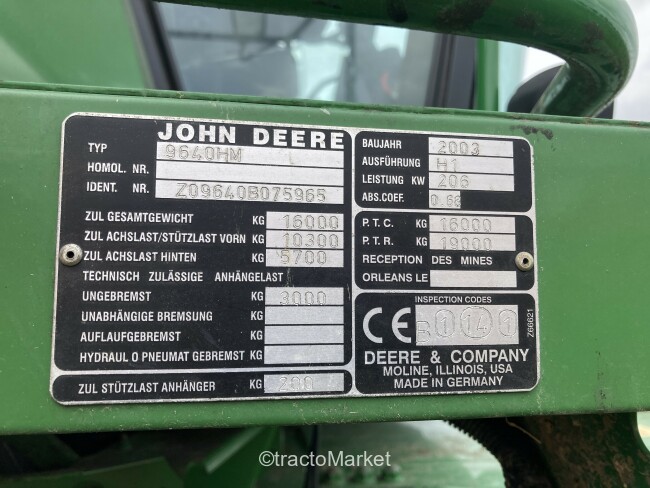 JOHN DEERE
TYP 9640HM
HOMOL. NR.
IDENT. NR. Z09640B075965
ZUL GESAMTGEWICHT KG 16000
ZUL ACHSLAST/STÜTZLAST VORN KG 10300
ZUL ACHSLAST HINTEN KG 5700
TECHNISCH ZULÄSSIGE ANHÄNGELAST
UNGEBREMST KG 3000
UNABHÄNGIGE BREMSUNG KG
AUFLAUFGEBREMST KG
HYDRAUL O PNEUMAT GEBREMST KG
ZUL STÜTZLAST ANHÄNGER KG 200
BAUJAHR 2003
AUSFÜHRUNG H1
LEISTUNG KW 206
ABS.COEF. 0.68
P. T. C. KG 16000
P. T. R. KG 19000
RECEPTION DES MINES
ORLEANS LE
INSPECTION CODES
CE
DEERE & COMPANY
MOLINE, ILLINOIS, USA
MADE IN GERMANY
Z66621
©tractoMarket